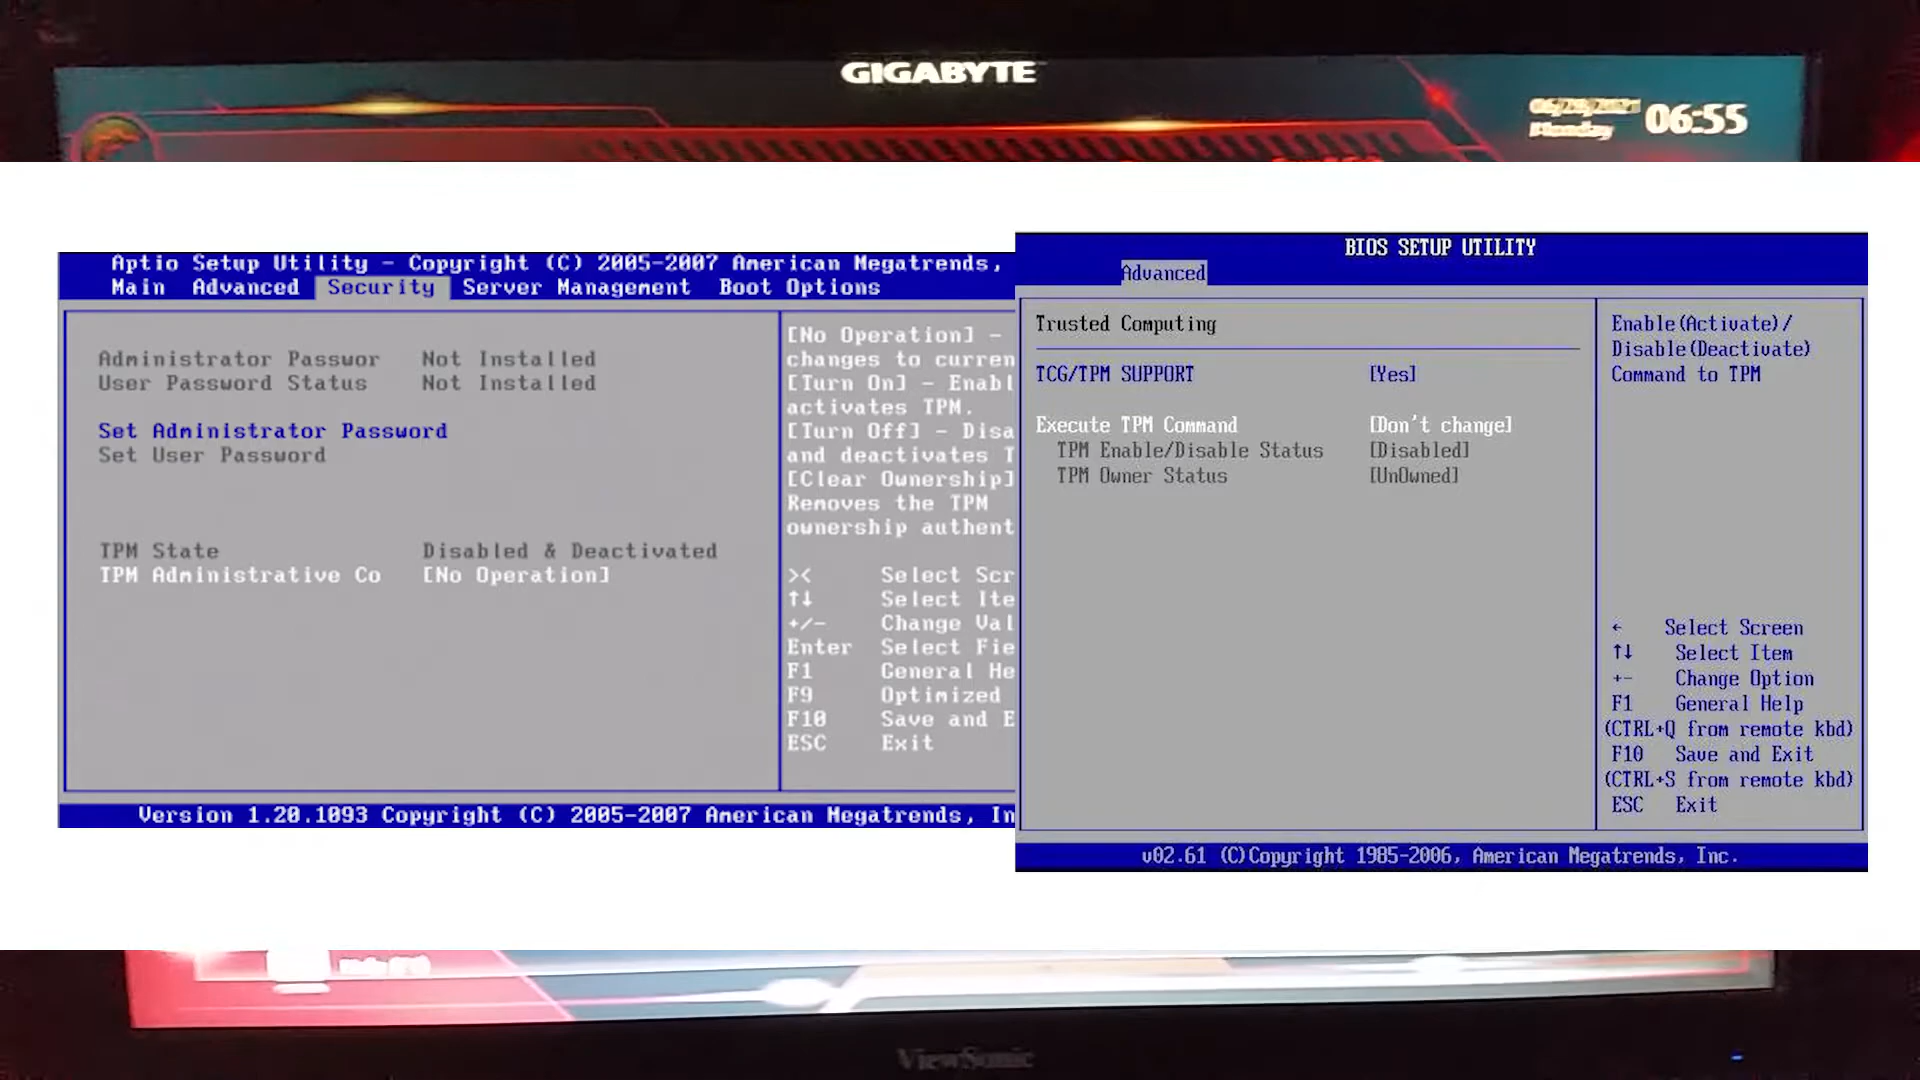 GIGABYTE
Monday 06:55
Aptio Setup Utility - Copyright (C) 2005-2007 American Megatrends,
Main Advanced Security Server Management Boot Options
Administrator Passwor Not Installed
User Password Status Not Installed
Set Administrator Password
Set User Password
TPM State Disabled & Deactivated
TPM Administrative Co [No Operation]
[No Operation] -
changes to curren
[Turn On] - Enabl
activates TPM.
[Turn Off] - Disa
and deactivates T
[Clear Ownership]
Removes the TPM
ownership authent
>< Select Scr
↑↓ Select Ite
+/- Change Val
Enter Select Fie
F1 General He
F9 Optimized
F10 Save and E
ESC Exit
Version 1.20.1093 Copyright (C) 2005-2007 American Megatrends, In
BIOS SETUP UTILITY
Advanced
Trusted Computing
TCG/TPM SUPPORT [Yes]
Execute TPM Command [Don't change]
TPM Enable/Disable Status [Disabled]
TPM Owner Status [UnOwned]
Enable(Activate)/
Disable(Deactivate)
Command to TPM
← Select Screen
↑↓ Select Item
+- Change Option
F1 General Help
(CTRL+Q from remote kbd)
F10 Save and Exit
(CTRL+S from remote kbd)
ESC Exit
v02.61 (C)Copyright 1985-2006, American Megatrends, Inc.
ViewSonic